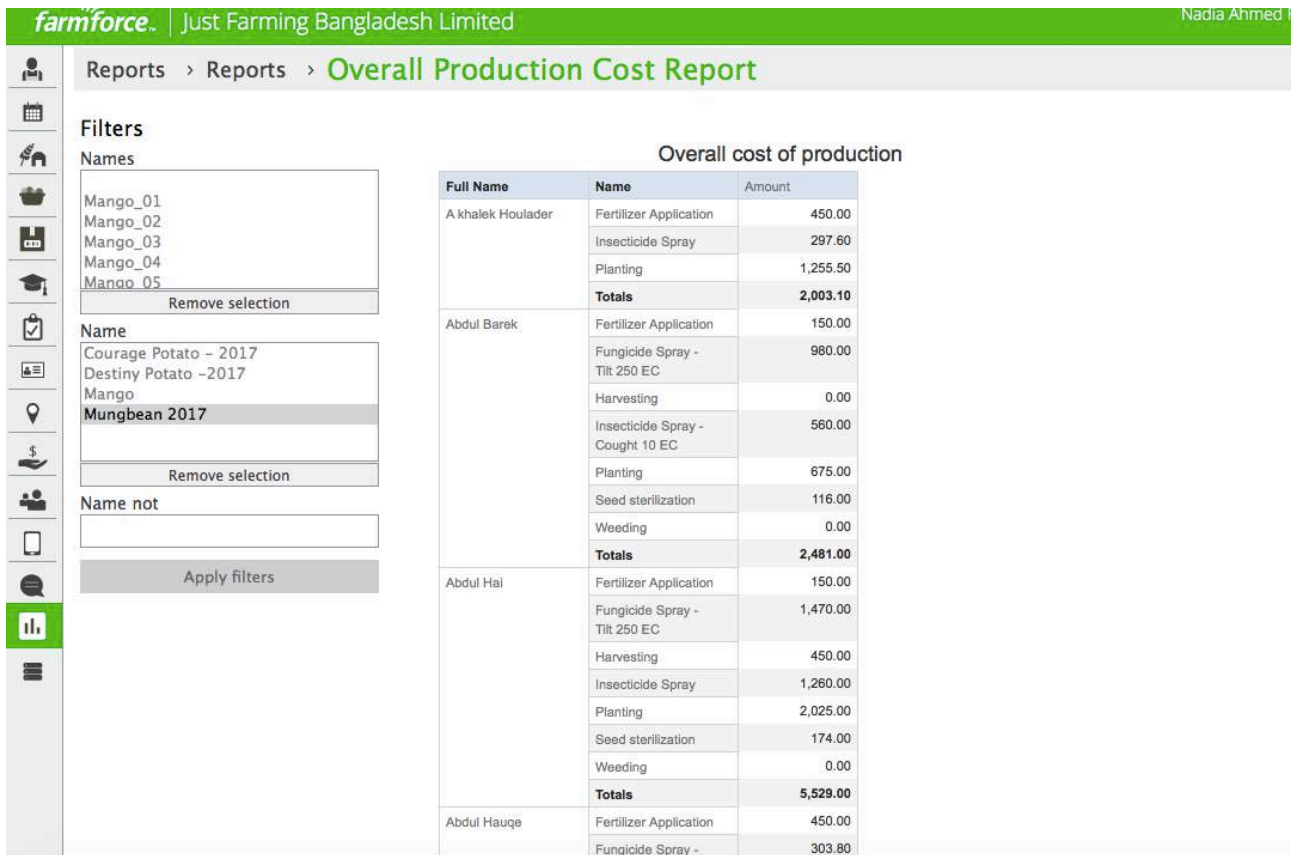 farmforce™ Just Farming Bangladesh Limited
Nadia Ahmed
Reports > Reports > Overall Production Cost Report
Filters
Names
Mango_01
Mango_02
Mango_03
Mango_04
Mango_05
Remove selection
Name
Courage Potato - 2017
Destiny Potato -2017
Mango
Mungbean 2017
Remove selection
Name not
Apply filters
Overall cost of production
Full Name Name Amount
A khalek Houlader Fertilizer Application 450.00
Insecticide Spray 297.60
Planting 1,255.50
Totals 2,003.10
Abdul Barek Fertilizer Application 150.00
Fungicide Spray - 980.00
Tilt 250 EC
Harvesting 0.00
Insecticide Spray - 560.00
Cought 10 EC
Planting 675.00
Seed sterilization 116.00
Weeding 0.00
Totals 2,481.00
Abdul Hai Fertilizer Application 150.00
Fungicide Spray - 1,470.00
Tilt 250 EC
Harvesting 450.00
Insecticide Spray 1,260.00
Planting 2,025.00
Seed sterilization 174.00
Weeding 0.00
Totals 5,529.00
Abdul Hauqe Fertilizer Application 450.00
Fungicide Spray - 303.80